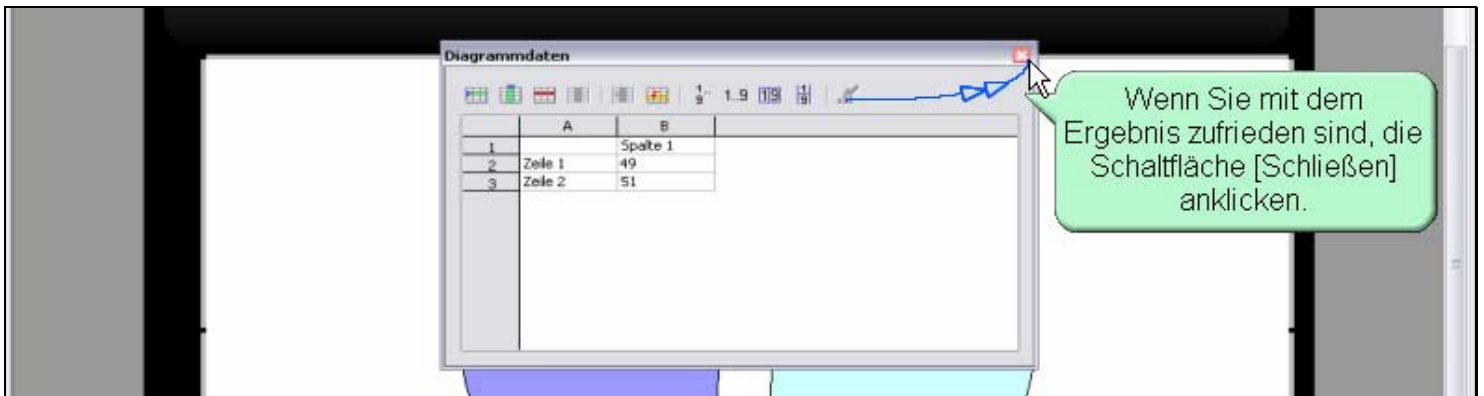 Diagrammdaten
1..9
A B
1 Spalte 1
2 Zeile 1 49
3 Zeile 2 51
Wenn Sie mit dem
Ergebnis zufrieden sind, die
Schaltfläche [Schließen]
anklicken.